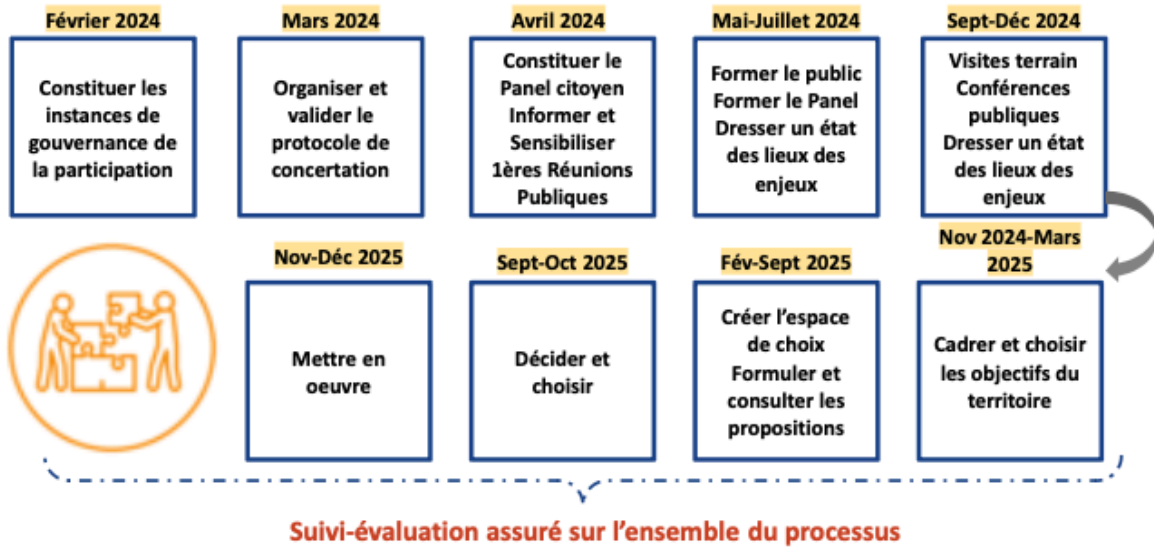 Février 2024
Constituer les
instances de
gouvernance de
la participation
Mars 2024
Organiser et
valider le
protocole de
concertation
Avril 2024
Constituer le
Panel citoyen
Informer et
Sensibiliser
1ères Réunions
Publiques
Mai-Juillet 2024
Former le public
Former le Panel
Dresser un état
des lieux des
enjeux
Sept-Déc 2024
Visites terrain
Conférences
publiques
Dresser un état
des lieux des
enjeux
Nov 2024-Mars
2025
Cadrer et choisir
les objectifs du
territoire
Fév-Sept 2025
Créer l'espace
de choix
Formuler et
consulter les
propositions
Sept-Oct 2025
Décider et
choisir
Nov-Déc 2025
Mettre en
oeuvre
Suivi-évaluation assuré sur l'ensemble du processus